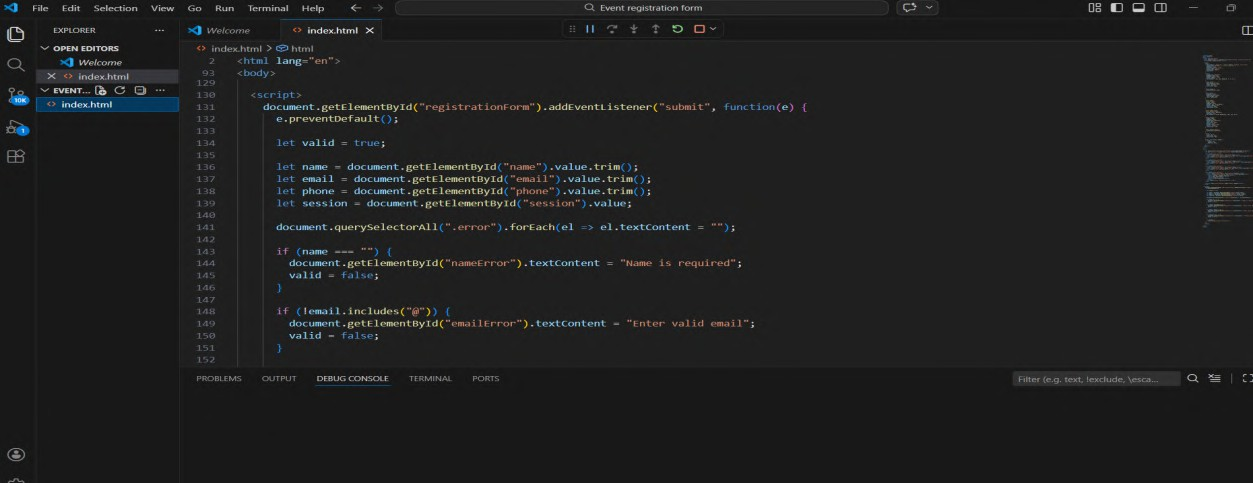 File Edit Selection View Go Run Terminal Help
Event registration form
EXPLORER
OPEN EDITORS
Welcome
index.html
EVENT...
index.html
10K
1
Welcome
index.html
index.html > html
2 <html lang="en">
93 <body>
129
130 <script>
131 document.getElementById("registrationForm").addEventListener("submit", function(e) {
132 e.preventDefault();
133
134 let valid = true;
135
136 let name = document.getElementById("name").value.trim();
137 let email = document.getElementById("email").value.trim();
138 let phone = document.getElementById("phone").value.trim();
139 let session = document.getElementById("session").value;
140
141 document.querySelectorAll(".error").forEach(el => el.textContent = "");
142
143 if (name === "") {
144 document.getElementById("nameError").textContent = "Name is required";
145 valid = false;
146 }
147
148 if (!email.includes("@")) {
149 document.getElementById("emailError").textContent = "Enter valid email";
150 valid = false;
151 }
152
PROBLEMS OUTPUT DEBUG CONSOLE TERMINAL PORTS
Filter (e.g. text, !exclude, \esca...